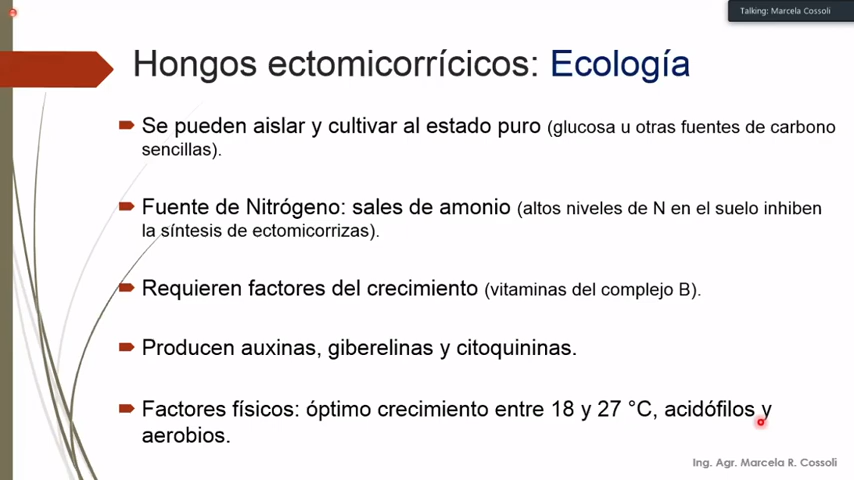 Talking: Marcela Cossoli
Hongos ectomicorrícicos: Ecología
Se pueden aislar y cultivar al estado puro (glucosa u otras fuentes de carbono
sencillas).
Fuente de Nitrógeno: sales de amonio (altos niveles de N en el suelo inhiben
la síntesis de ectomicorrizas).
Requieren factores del crecimiento (vitaminas del complejo B).
Producen auxinas, giberelinas y citoquininas.
Factores físicos: óptimo crecimiento entre 18 y 27 °C, acidófilos y
aerobios.
Ing. Agr. Marcela R. Cossoli